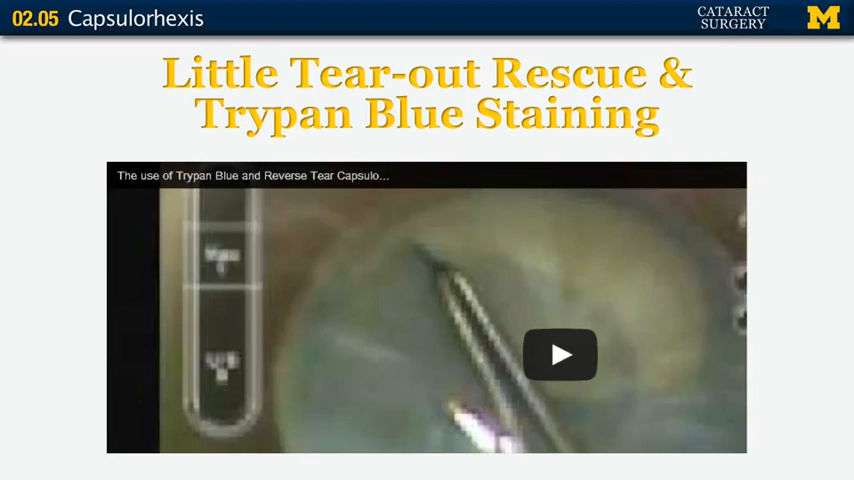 02.05 Capsulorhexis
CATARACT
SURGERY
M
Little Tear-out Rescue &
Trypan Blue Staining
The use of Trypan Blue and Reverse Tear Capsulo...